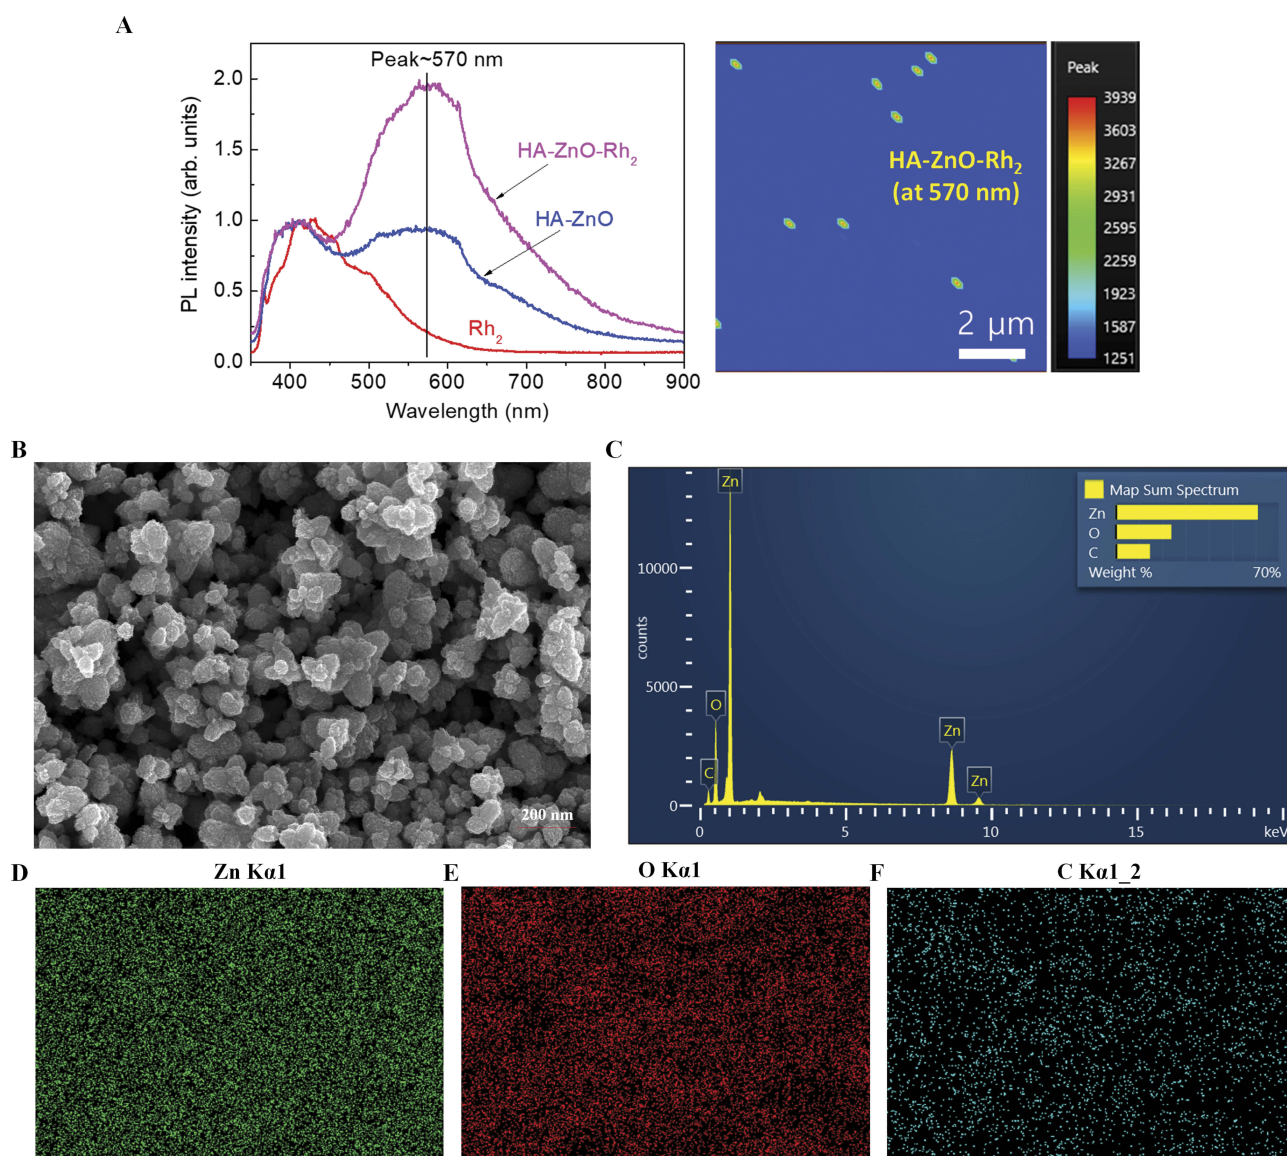 A
Peak~570 nm
2.0
1.5
1.0
0.5
0.0
PL intensity (arb. units)
HA-ZnO-Rh₂
HA-ZnO
Rh₂
400
500
600
700
800
900
Wavelength (nm)
HA-ZnO-Rh₂
(at 570 nm)
2 μm
Peak
3939
3603
3267
2931
2595
2259
1923
1587
1251
B
200 nm
C
Zn
O
C
Zn
Zn
10000
5000
0
counts
0
5
10
15
keV
Map Sum Spectrum
Zn
O
C
Weight %
70%
D
Zn Kα1
E
O Kα1
F
C Kα1_2